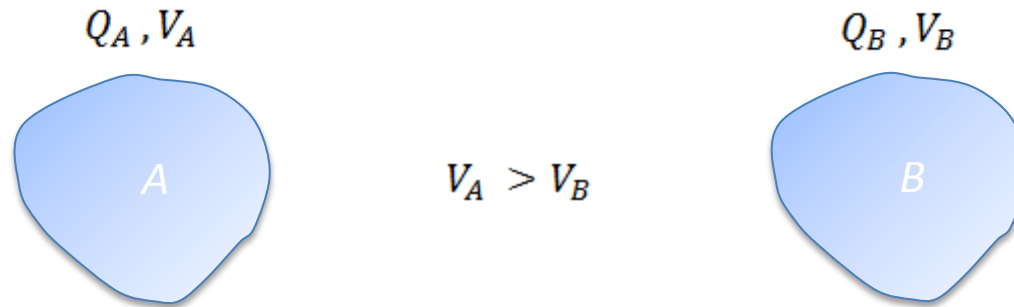 Q_A , V_A
Q_B , V_B
A
V_A > V_B
B